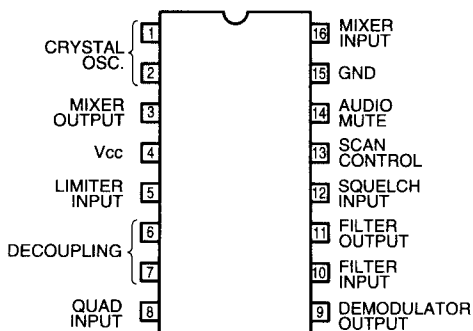 CRYSTAL
OSC.
1
2
MIXER
OUTPUT
3
Vcc
4
LIMITER
INPUT
5
DECOUPLING
6
7
QUAD
INPUT
8
16
MIXER
INPUT
15
GND
14
AUDIO
MUTE
13
SCAN
CONTROL
12
SQUELCH
INPUT
11
FILTER
OUTPUT
10
FILTER
INPUT
9
DEMODULATOR
OUTPUT